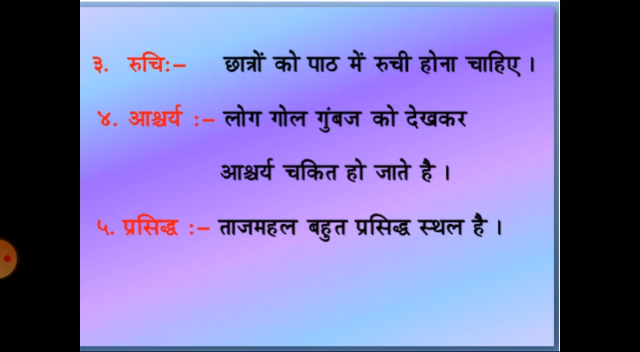 ३. रुचिः– छात्रों को पाठ में रुची होना चाहिए ।
४. आश्चर्य :– लोग गोल गुंबज को देखकर
आश्चर्य चकित हो जाते है ।
५. प्रसिद्ध :– ताजमहल बहुत प्रसिद्ध स्थल है ।